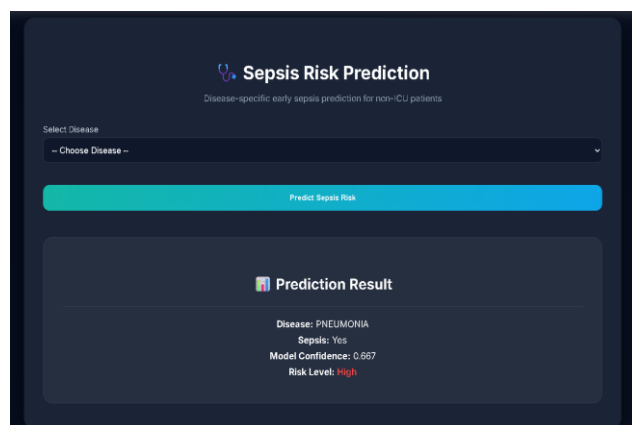 Sepsis Risk Prediction
Disease-specific early sepsis prediction for non-ICU patients
Select Disease
-- Choose Disease --
Predict Sepsis Risk
Prediction Result
Disease: PNEUMONIA
Sepsis: Yes
Model Confidence: 0.667
Risk Level: High